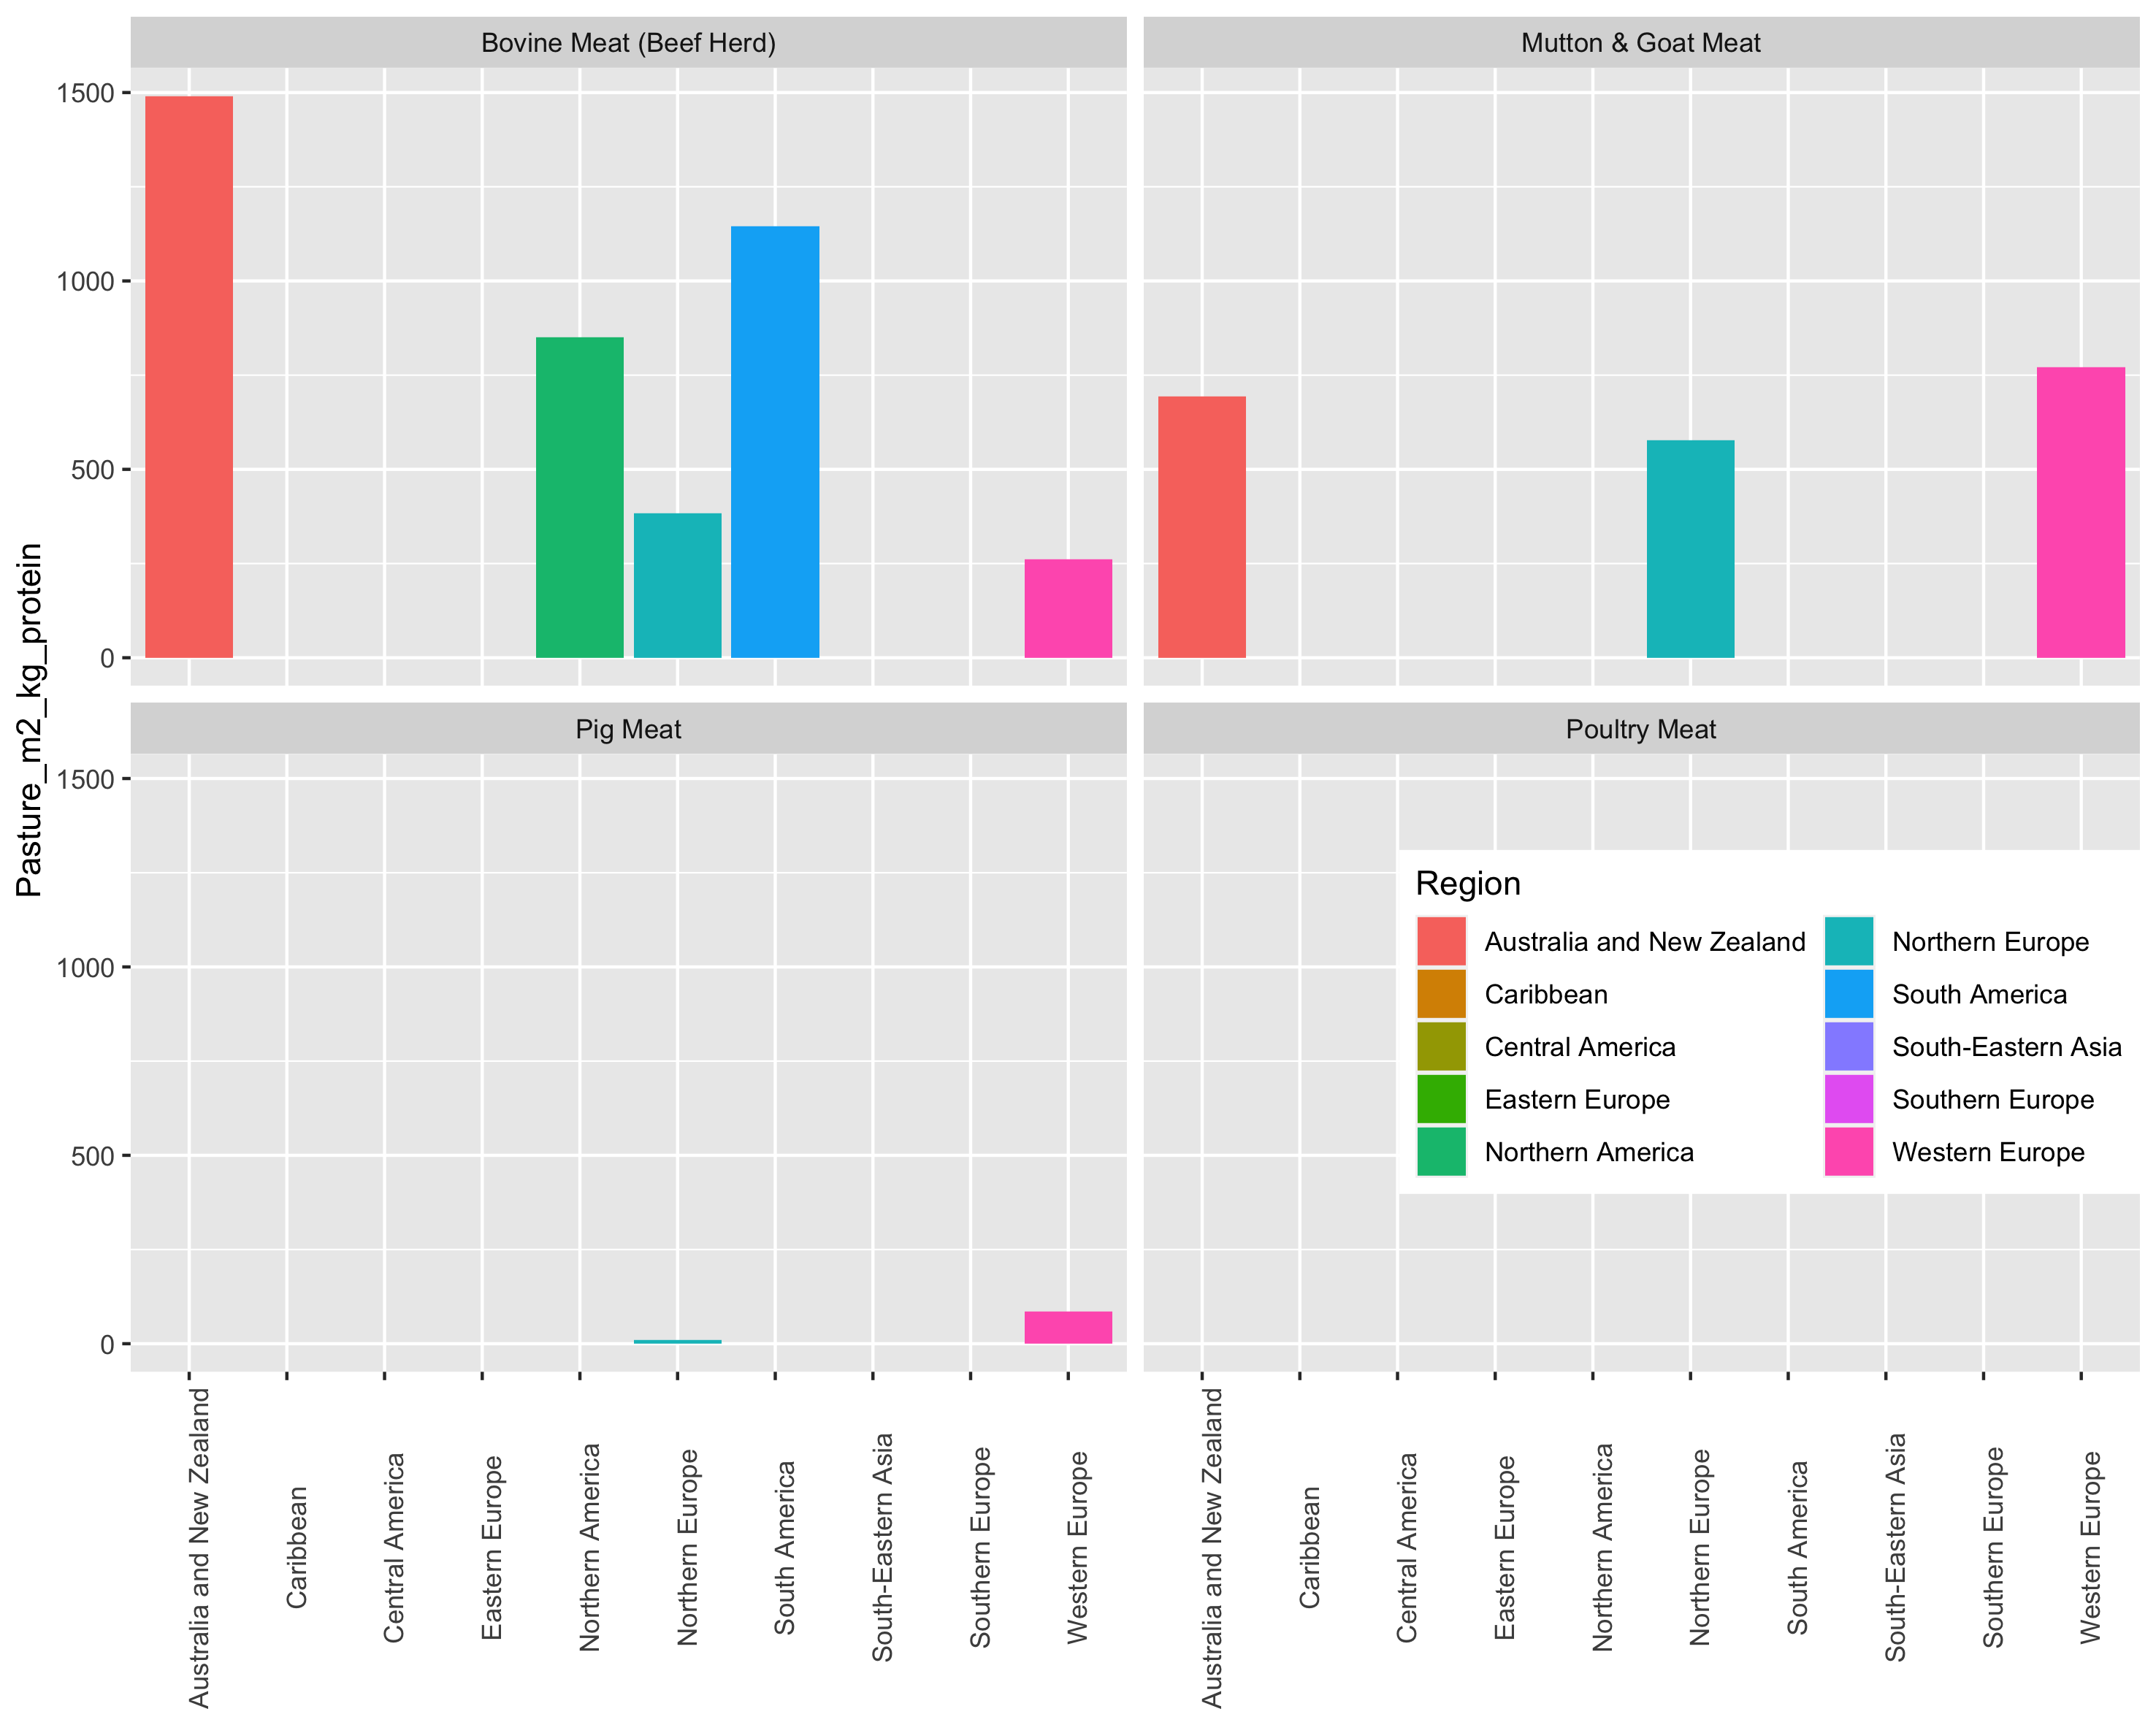 Bovine Meat (Beef Herd)
Mutton & Goat Meat
1500
1000
500
0
Pasture_m2_kg_protein
Pig Meat
Poultry Meat
1500
1000
500
0
Region
Australia and New Zealand
Caribbean
Central America
Eastern Europe
Northern America
Northern Europe
South America
South-Eastern Asia
Southern Europe
Western Europe
Australia and New Zealand
Caribbean
Central America
Eastern Europe
Northern America
Northern Europe
South America
South-Eastern Asia
Southern Europe
Western Europe
Australia and New Zealand
Caribbean
Central America
Eastern Europe
Northern America
Northern Europe
South America
South-Eastern Asia
Southern Europe
Western Europe